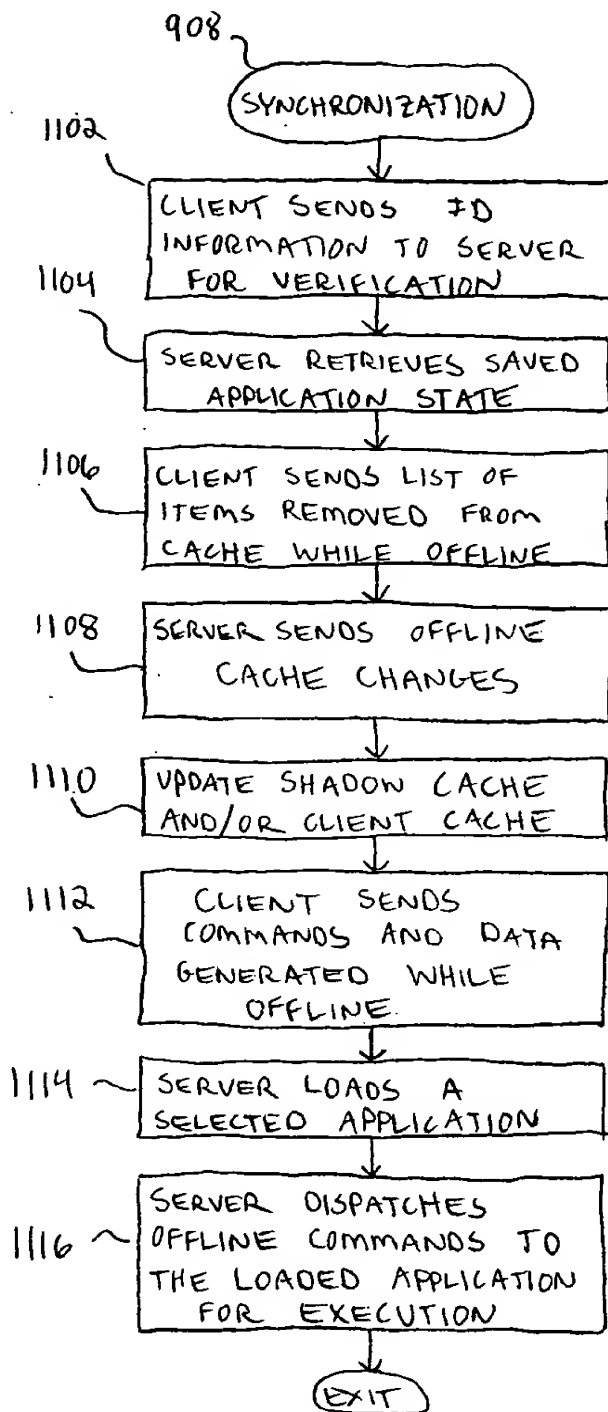 908
SYNCHRONIZATION
1102
CLIENT SENDS ID
INFORMATION TO SERVER
FOR VERIFICATION
1104
SERVER RETRIEVES SAVED
APPLICATION STATE
1106
CLIENT SENDS LIST OF
ITEMS REMOVED FROM
CACHE WHILE OFFLINE
1108
SERVER SENDS OFFLINE
CACHE CHANGES
1110
UPDATE SHADOW CACHE
AND/OR CLIENT CACHE
1112
CLIENT SENDS
COMMANDS AND DATA
GENERATED WHILE
OFFLINE.
1114
SERVER LOADS A
SELECTED APPLICATION
1116
SERVER DISPATCHES
OFFLINE COMMANDS TO
THE LOADED APPLICATION
FOR EXECUTION
EXIT